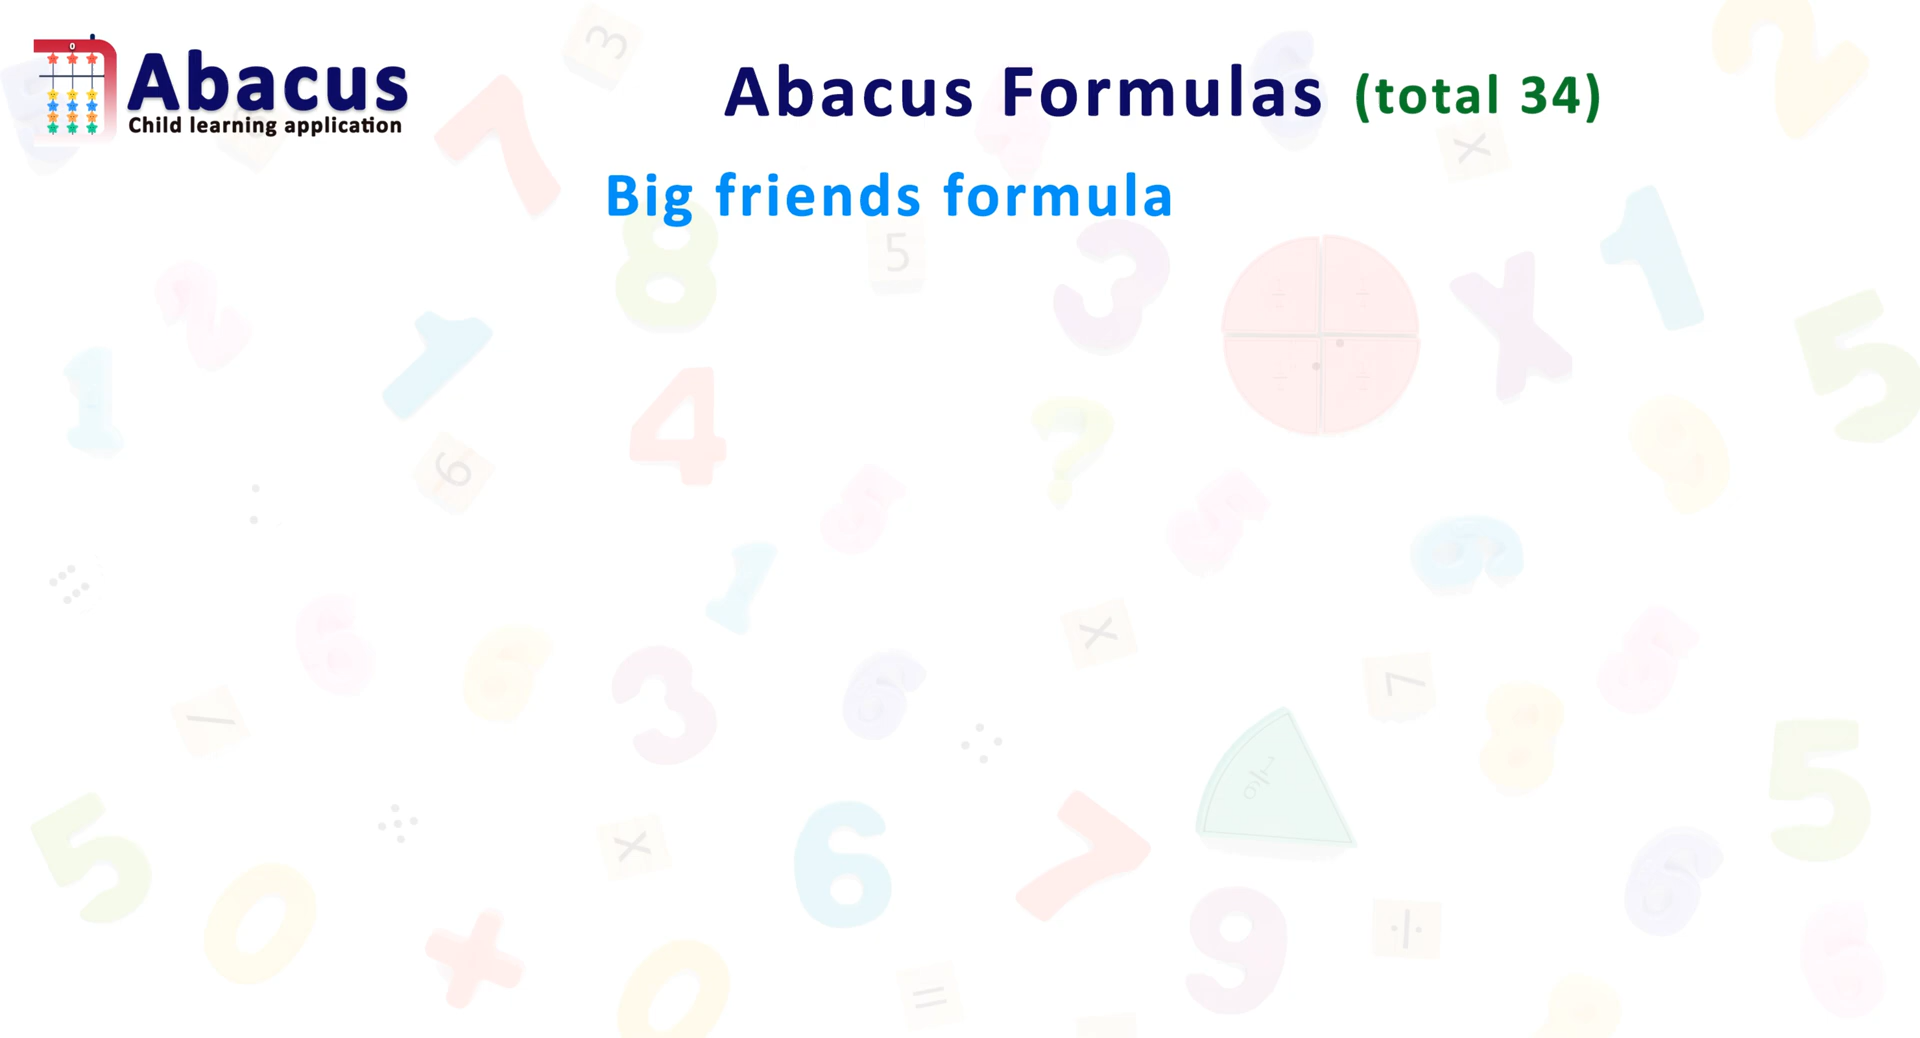 Abacus
Child learning application
Abacus Formulas (total 34)
Big friends formula